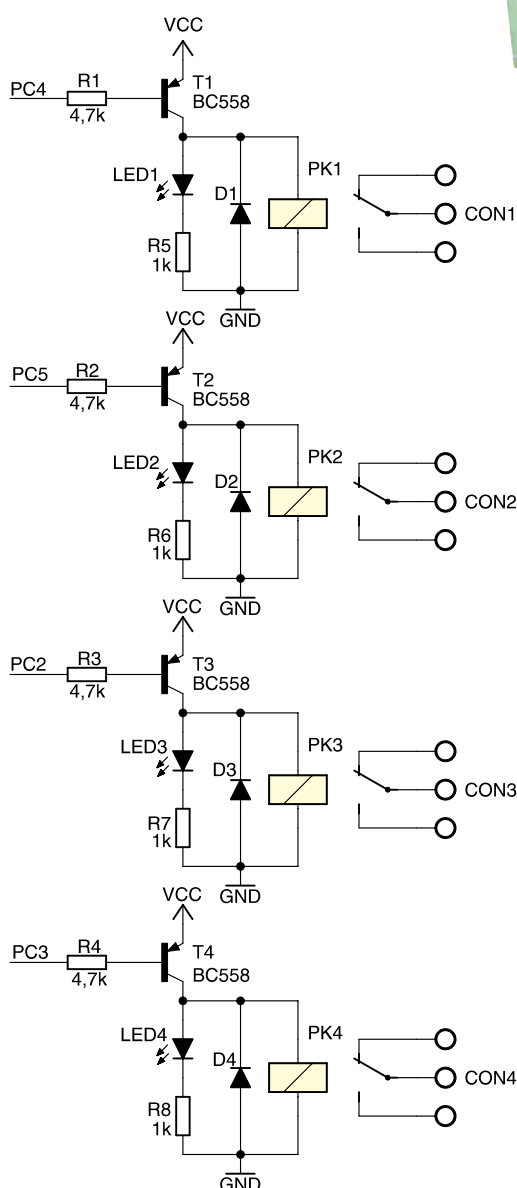 VCC
PC4
R1
4,7k
T1
BC558
LED1
D1
PK1
CON1
R5
1k
GND
VCC
PC5
R2
4,7k
T2
BC558
LED2
D2
PK2
CON2
R6
1k
GND
VCC
PC2
R3
4,7k
T3
BC558
LED3
D3
PK3
CON3
R7
1k
GND
VCC
PC3
R4
4,7k
T4
BC558
LED4
D4
PK4
CON4
R8
1k
GND